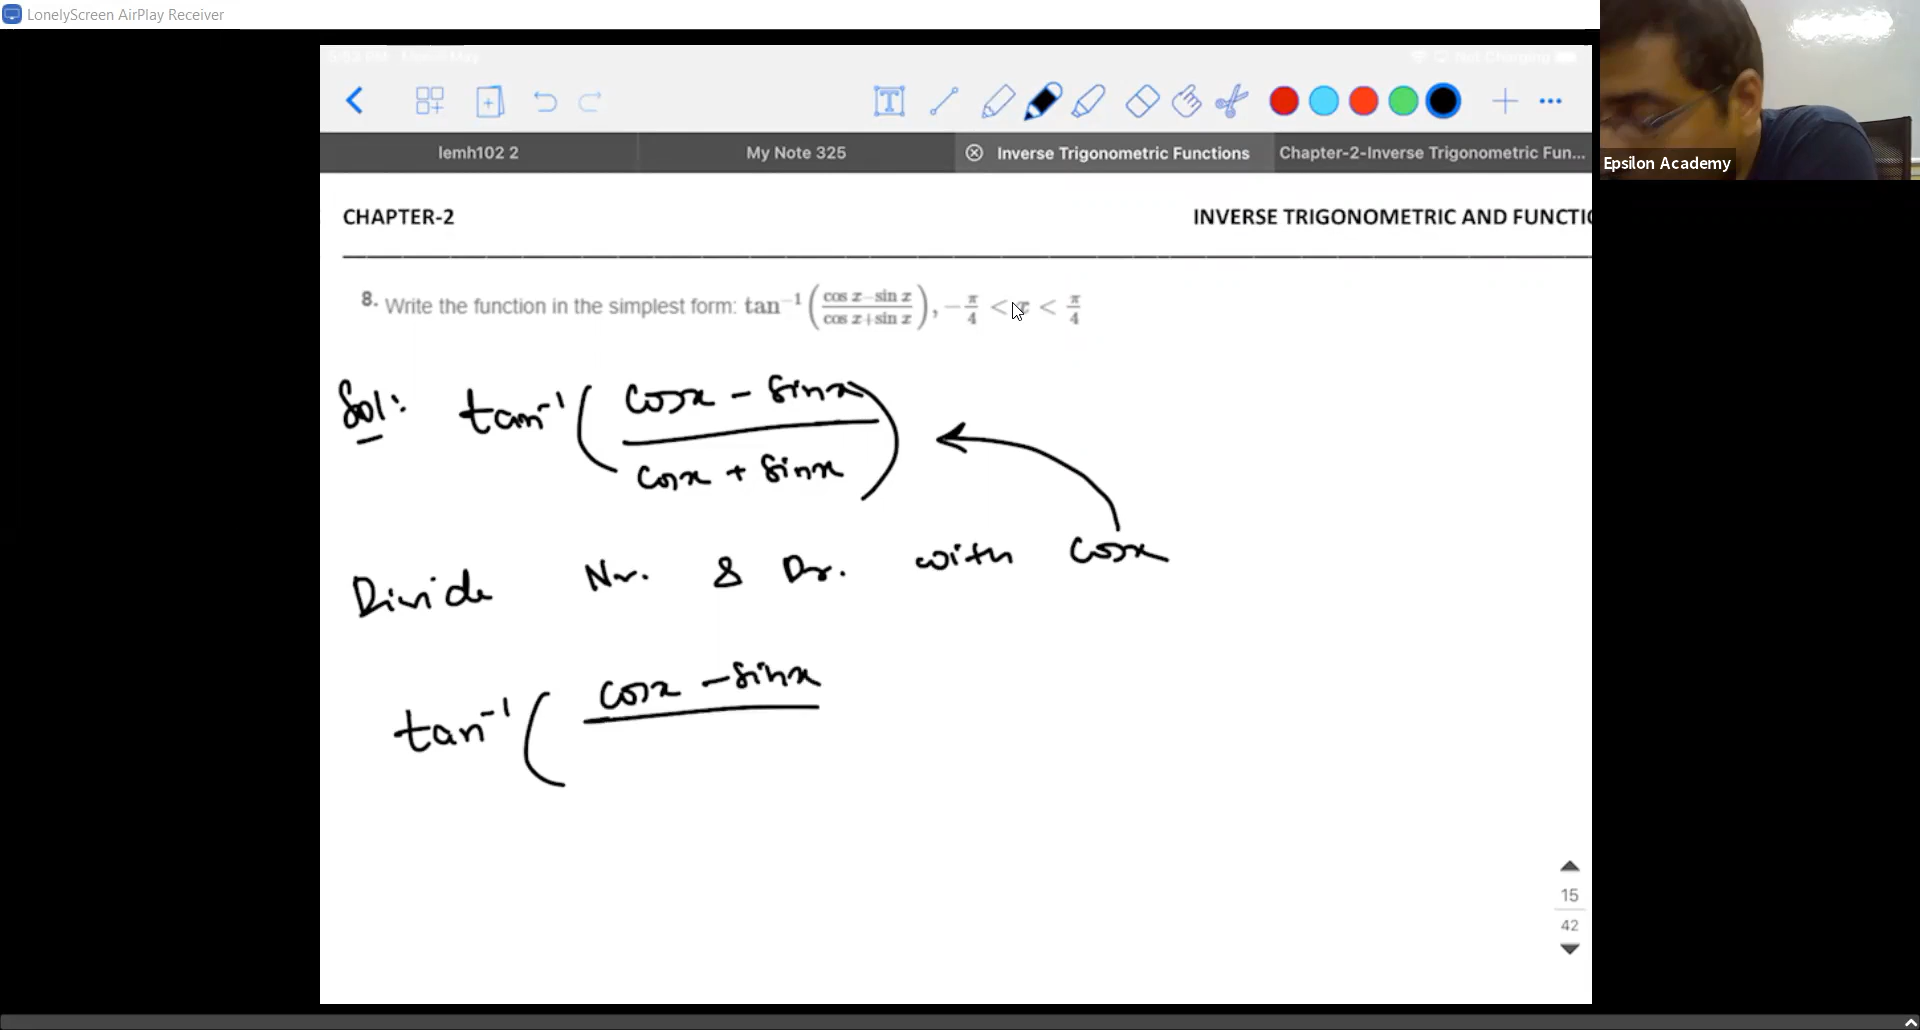 LonelyScreen AirPlay Receiver
Epsilon Academy
lemh102 2
My Note 325
Inverse Trigonometric Functions
Chapter-2-Inverse Trigonometric Fun...
CHAPTER-2
INVERSE TRIGONOMETRIC AND FUNCTIO
8. Write the function in the simplest form: tan⁻¹ ((cos x−sin x)/(cos x+sin x)), −π/4 < x < π/4
Sol: tan⁻¹ ((cosx − sinx)/(cosx + sinx))
Divide Nr. & Dr. with cosx
tan⁻¹ ( cosx − sinx
15
42